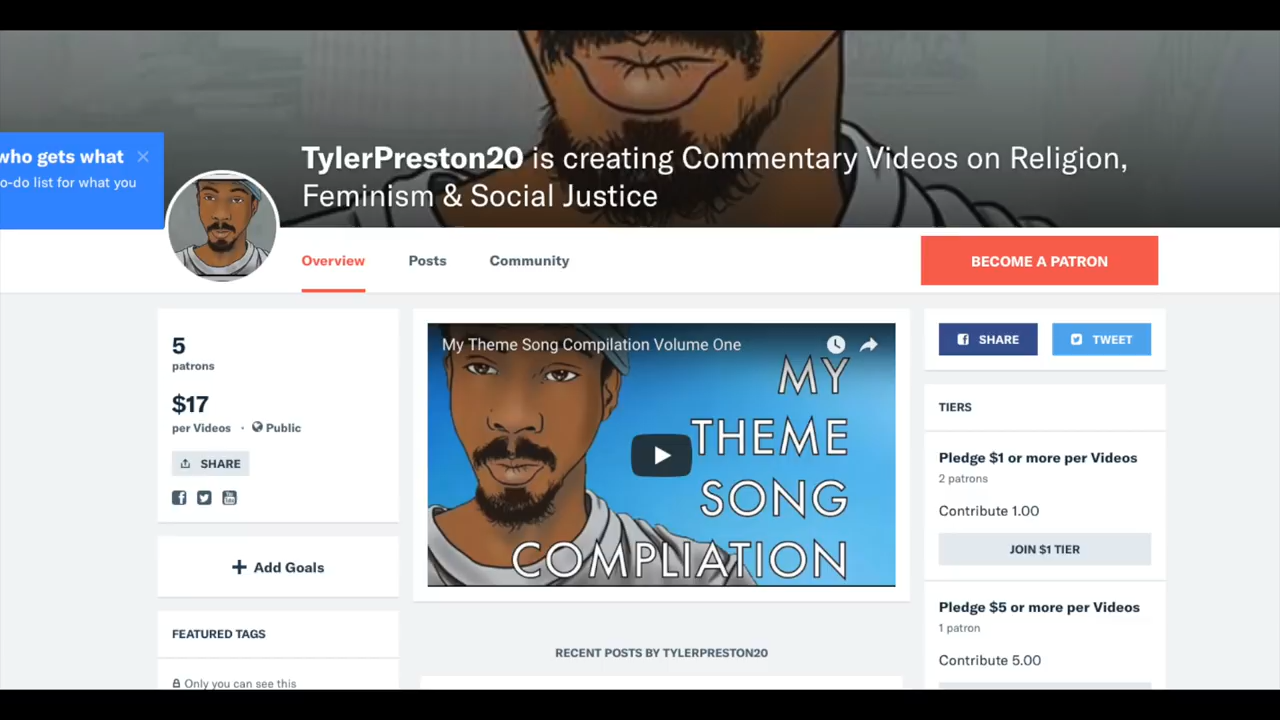 who gets what
o-do list for what you
TylerPreston20 is creating Commentary Videos on Religion,
Feminism & Social Justice
Overview
Posts
Community
BECOME A PATRON
5
patrons
$17
per Videos · Public
SHARE
Add Goals
FEATURED TAGS
Only you can see this
My Theme Song Compilation Volume One
MY
THEME
SONG
COMPLIATION
RECENT POSTS BY TYLERPRESTON20
SHARE
TWEET
TIERS
Pledge $1 or more per Videos
2 patrons
Contribute 1.00
JOIN $1 TIER
Pledge $5 or more per Videos
1 patron
Contribute 5.00